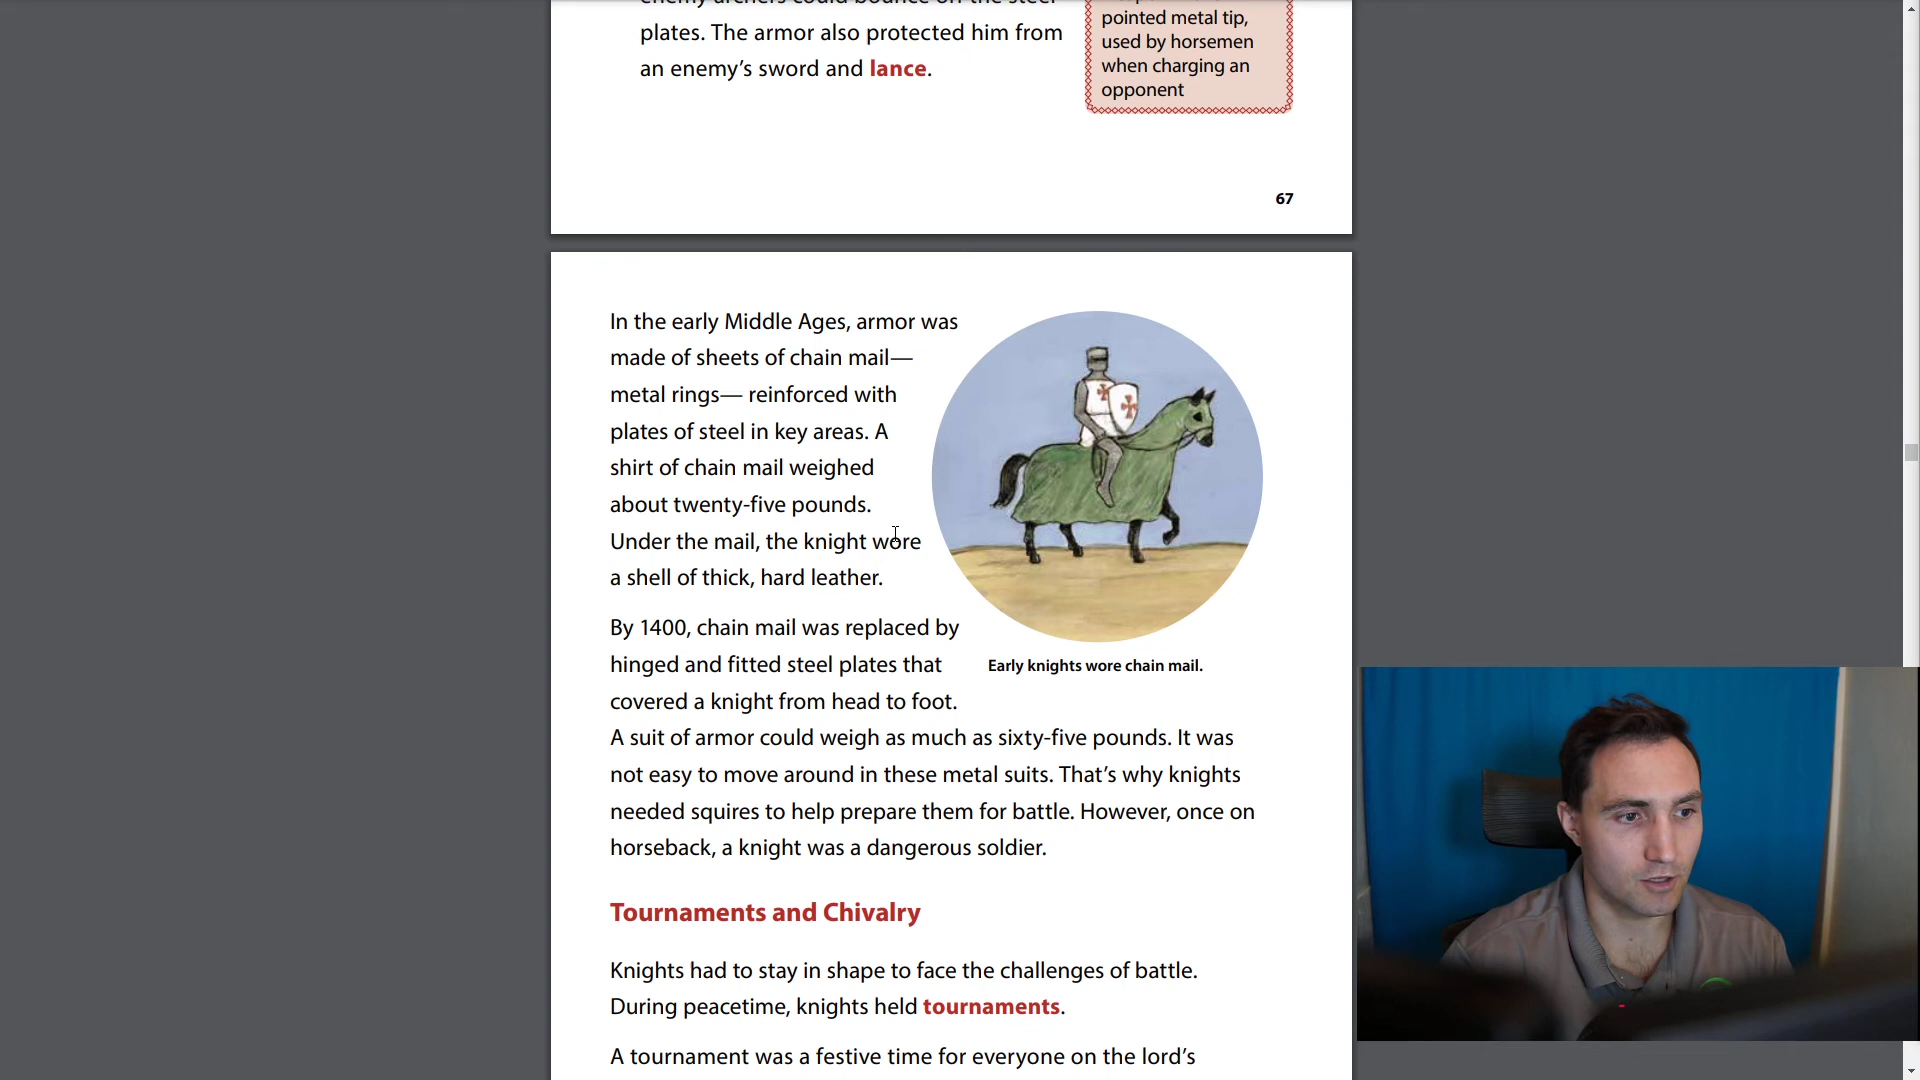 plates. The armor also protected him from
an enemy’s sword and lance.
pointed metal tip,
used by horsemen
when charging an
opponent
67
In the early Middle Ages, armor was
made of sheets of chain mail—
metal rings— reinforced with
plates of steel in key areas. A
shirt of chain mail weighed
about twenty-five pounds.
Under the mail, the knight wore
a shell of thick, hard leather.
By 1400, chain mail was replaced by
hinged and fitted steel plates that
covered a knight from head to foot.
Early knights wore chain mail.
A suit of armor could weigh as much as sixty-five pounds. It was
not easy to move around in these metal suits. That’s why knights
needed squires to help prepare them for battle. However, once on
horseback, a knight was a dangerous soldier.
Tournaments and Chivalry
Knights had to stay in shape to face the challenges of battle.
During peacetime, knights held tournaments.
A tournament was a festive time for everyone on the lord’s